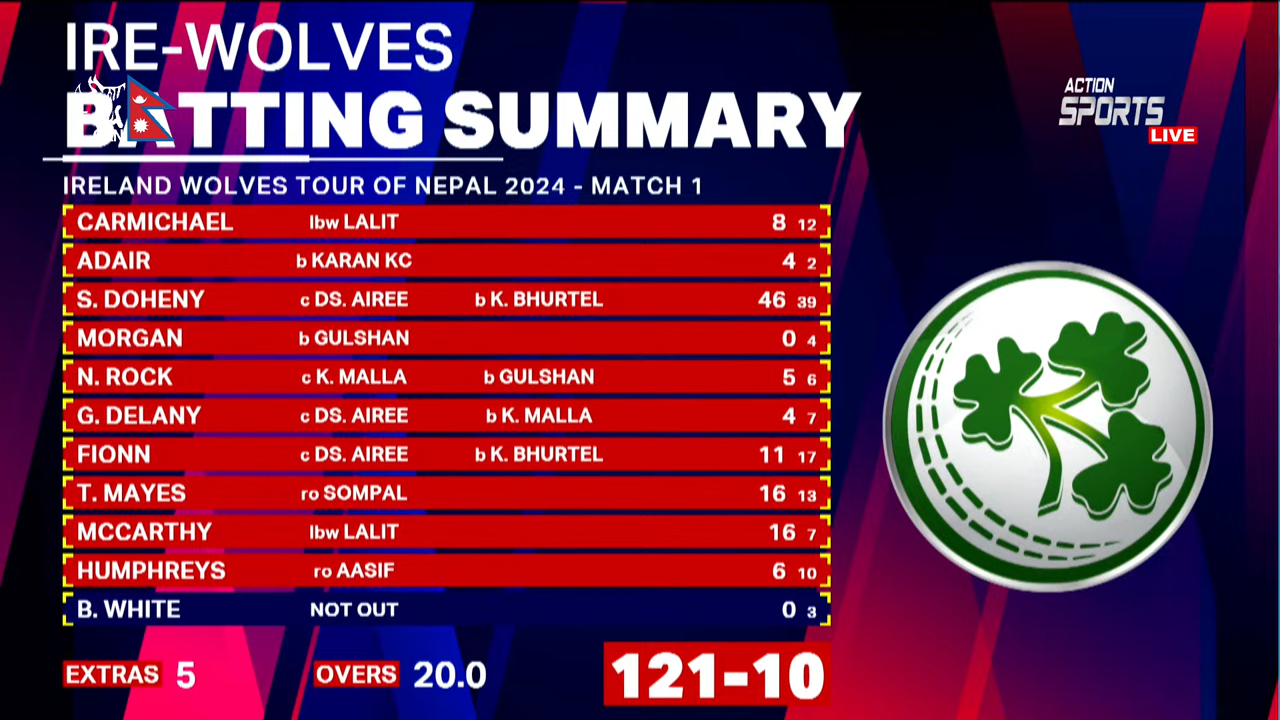 IRE-WOLVES
BATTING SUMMARY
ACTION
SPORTS
LIVE
IRELAND WOLVES TOUR OF NEPAL 2024 - MATCH 1
CARMICHAEL lbw LALIT 8 12
ADAIR b KARAN KC 4 2
S. DOHENY c DS. AIREE b K. BHURTEL 46 39
MORGAN b GULSHAN 0 4
N. ROCK c K. MALLA b GULSHAN 5 6
G. DELANY c DS. AIREE b K. MALLA 4 7
FIONN c DS. AIREE b K. BHURTEL 11 17
T. MAYES ro SOMPAL 16 13
MCCARTHY lbw LALIT 16 7
HUMPHREYS ro AASIF 6 10
B. WHITE NOT OUT 0 3
EXTRAS 5 OVERS 20.0 121-10